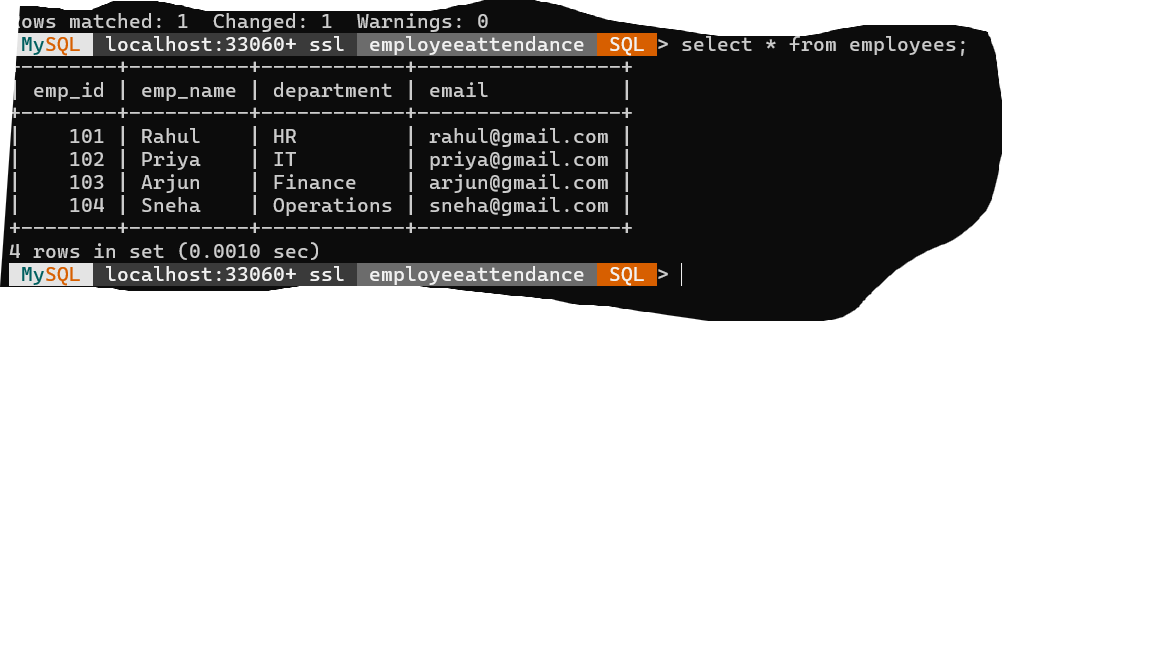 ows matched: 1  Changed: 1  Warnings: 0
MySQL  localhost:33060+ ssl  employeeattendance  SQL > select * from employees;
---------+----------+-------------+-----------------+
| emp_id | emp_name | department  | email           |
+--------+----------+-------------+-----------------+
|    101 | Rahul    | HR          | rahul@gmail.com |
|    102 | Priya    | IT          | priya@gmail.com |
|    103 | Arjun    | Finance     | arjun@gmail.com |
|    104 | Sneha    | Operations  | sneha@gmail.com |
+--------+----------+-------------+-----------------+
4 rows in set (0.0010 sec)
MySQL  localhost:33060+ ssl  employeeattendance  SQL >